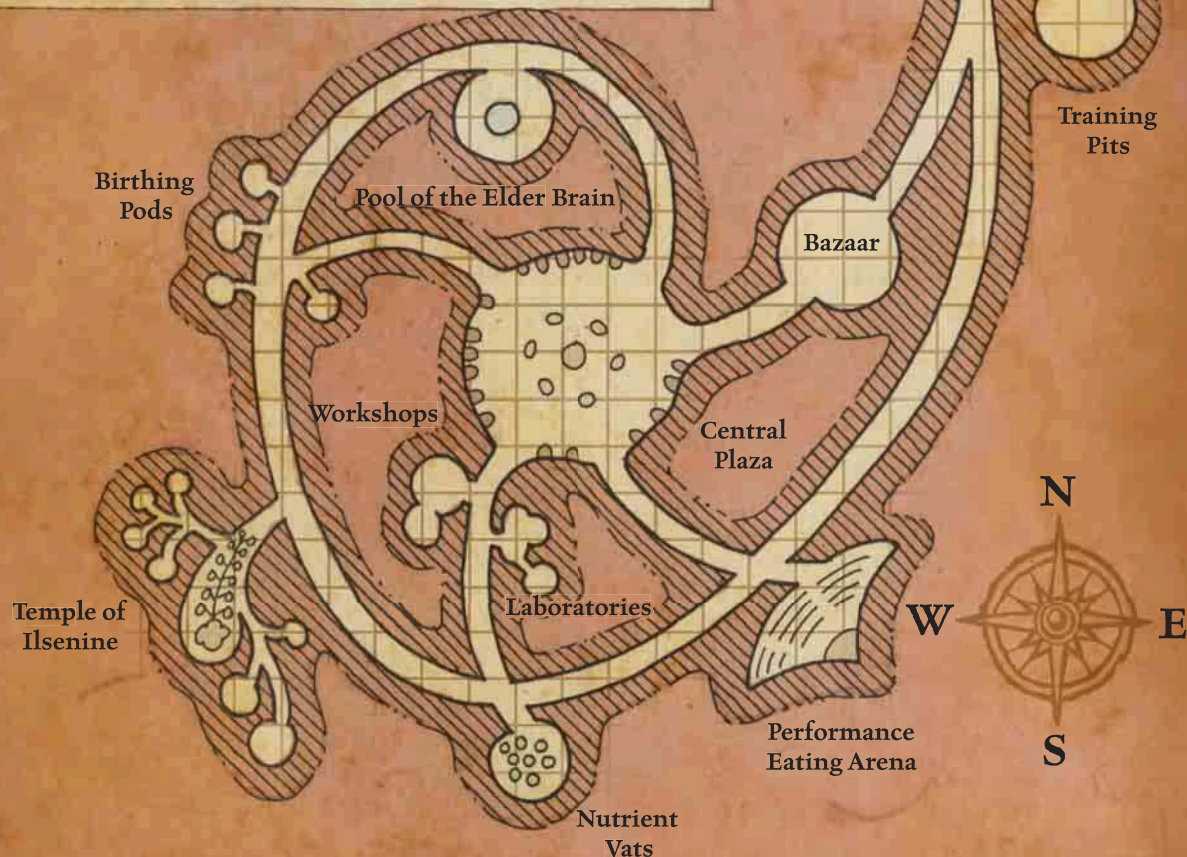 Training
Pits
Birthing
Pods
Pool of the Elder Brain
Bazaar
Workshops
Central
Plaza
N
W
E
S
Temple of
Ilsenine
Laboratories
Performance
Eating Arena
Nutrient
Vats